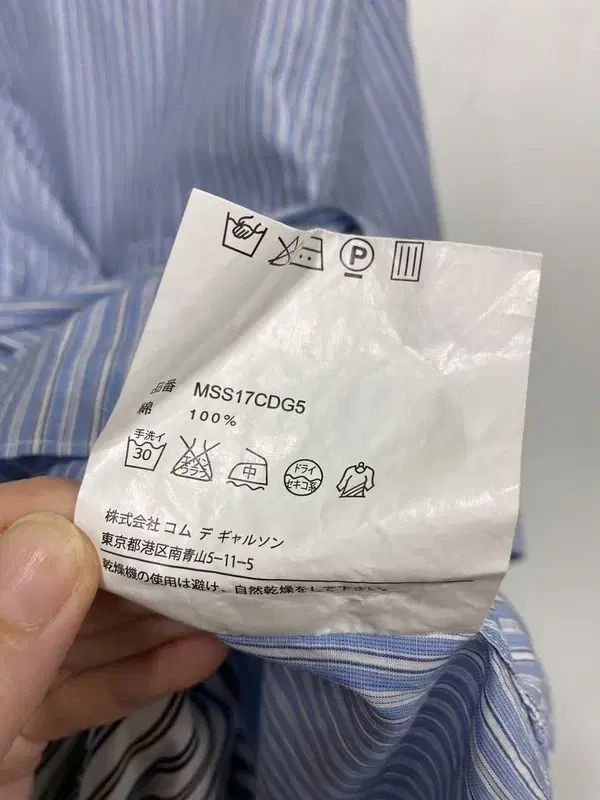 P
品番 MSS17CDG5
綿 100%
手洗イ
30
エンソ
サラシ
中
ドライ
セキユ系
株式会社 コム デ ギャルソン
東京都港区南青山5-11-5
乾燥機の使用は避け、自然乾燥をして下さい。